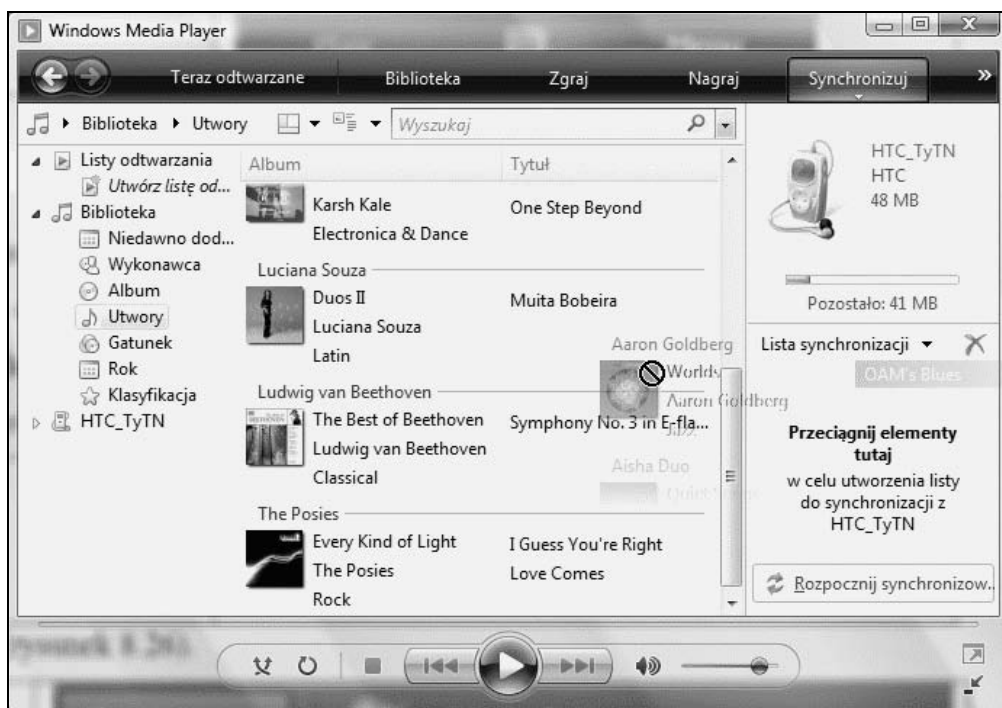 Windows Media Player
Teraz odtwarzane Biblioteka Zgraj Nagraj Synchronizuj »
Biblioteka Utwory Wyszukaj
Listy odtwarzania
Utwórz listę od...
Biblioteka
Niedawno dod...
Wykonawca
Album
Utwory
Gatunek
Rok
Klasyfikacja
HTC_TyTN
Album Tytuł
Karsh Kale One Step Beyond
Electronica & Dance
Luciana Souza
Duos II Muita Bobeira
Luciana Souza
Latin
Ludwig van Beethoven
The Best of Beethoven Symphony No. 3 in E-fla...
Ludwig van Beethoven
Classical
The Posies
Every Kind of Light I Guess You're Right
The Posies Love Comes
Rock
Aaron Goldberg
Worlds
Aaron Goldberg
Jazz
Aisha Duo
HTC_TyTN
HTC
48 MB
Pozostało: 41 MB
Lista synchronizacji
OAM's Blues
Przeciągnij elementy
tutaj
w celu utworzenia listy
do synchronizacji z
HTC_TyTN
Rozpocznij synchronizow..